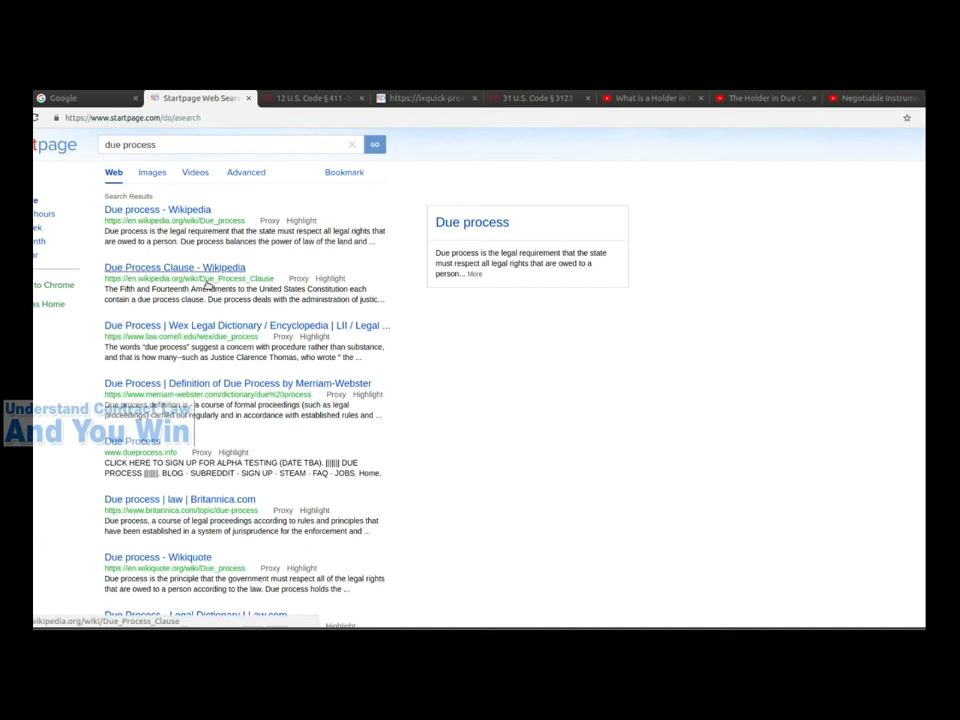 Google
Startpage Web Sear
12 U.S. Code § 411 -
https://ixquick-pro
31 U.S. Code § 3123
What is a Holder in D
The Holder in Due C
Negotiable Instrum
https://www.startpage.com/do/asearch
tpage
due process
GO
Web
Images
Videos
Advanced
Bookmark
Search Results
Due process - Wikipedia
https://en.wikipedia.org/wiki/Due_process Proxy Highlight
Due process is the legal requirement that the state must respect all legal rights that
are owed to a person. Due process balances the power of law of the land and ...
Due Process Clause - Wikipedia
https://en.wikipedia.org/wiki/Due_Process_Clause Proxy Highlight
The Fifth and Fourteenth Amendments to the United States Constitution each
contain a due process clause. Due process deals with the administration of justic...
Due Process | Wex Legal Dictionary / Encyclopedia | LII / Legal ...
https://www.law.cornell.edu/wex/due_process Proxy Highlight
The words “due process” suggest a concern with procedure rather than substance,
and that is how many--such as Justice Clarence Thomas, who wrote " the ...
Due Process | Definition of Due Process by Merriam-Webster
https://www.merriam-webster.com/dictionary/due%20process Proxy Highlight
Due process definition is - a course of formal proceedings (such as legal
proceedings) carried out regularly and in accordance with established rules and ...
Due Process
www.dueprocess.info Proxy Highlight
CLICK HERE TO SIGN UP FOR ALPHA TESTING (DATE TBA). ||||||| DUE
PROCESS |||||||. BLOG · SUBREDDIT · SIGN UP · STEAM · FAQ · JOBS. Home.
Due process | law | Britannica.com
https://www.britannica.com/topic/due-process Proxy Highlight
Due process, a course of legal proceedings according to rules and principles that
have been established in a system of jurisprudence for the enforcement and ...
Due process - Wikiquote
https://en.wikiquote.org/wiki/Due_process Proxy Highlight
Due process is the principle that the government must respect all of the legal rights
that are owed to a person according to the law. Due process holds the ...
Due Process - Legal Dictionary | Law.com
Highlight
Due process
Due process is the legal requirement that the state
must respect all legal rights that are owed to a
person... More
e
hours
ek
nth
ar
to Chrome
as Home
Understand Contract Law
And You Win
wikipedia.org/wiki/Due_Process_Clause